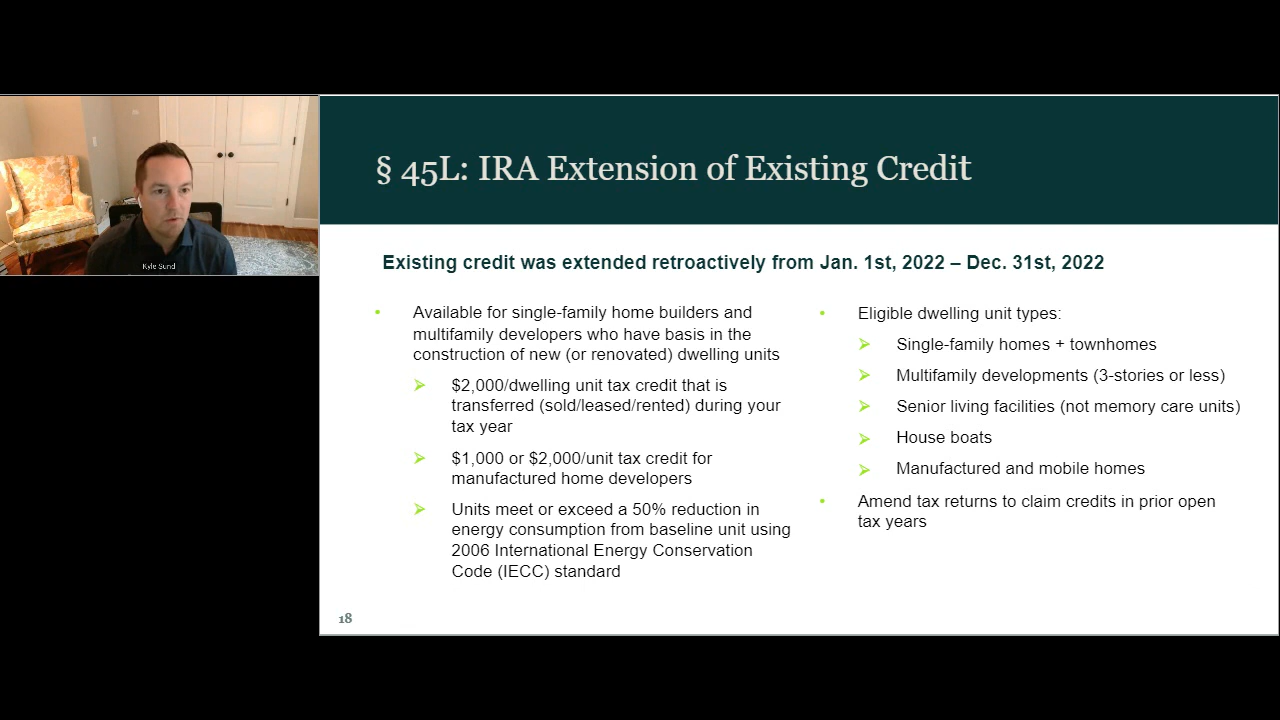 Kyle Sund
§ 45L: IRA Extension of Existing Credit
Existing credit was extended retroactively from Jan. 1st, 2022 – Dec. 31st, 2022
• Available for single-family home builders and
multifamily developers who have basis in the
construction of new (or renovated) dwelling units
➢ $2,000/dwelling unit tax credit that is
transferred (sold/leased/rented) during your
tax year
➢ $1,000 or $2,000/unit tax credit for
manufactured home developers
➢ Units meet or exceed a 50% reduction in
energy consumption from baseline unit using
2006 International Energy Conservation
Code (IECC) standard
• Eligible dwelling unit types:
➢ Single-family homes + townhomes
➢ Multifamily developments (3-stories or less)
➢ Senior living facilities (not memory care units)
➢ House boats
➢ Manufactured and mobile homes
• Amend tax returns to claim credits in prior open
tax years
18